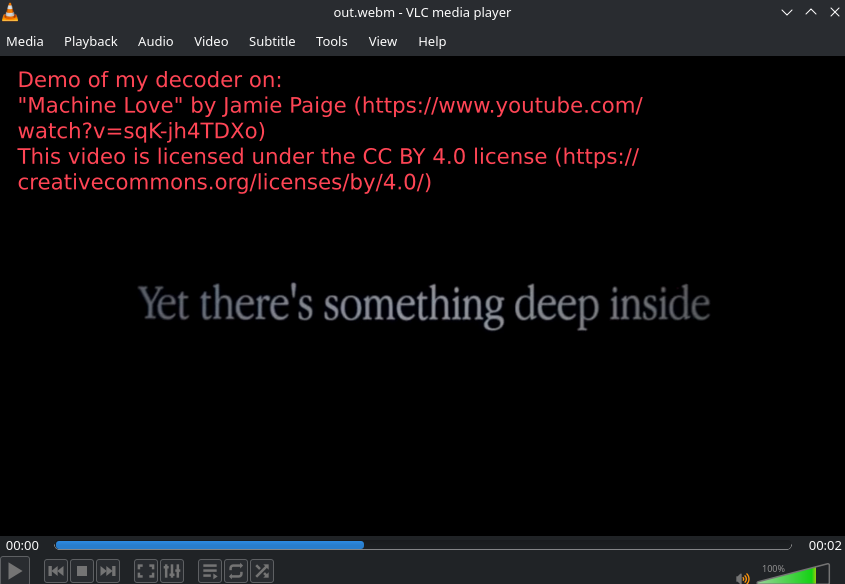 out.webm - VLC media player
Media Playback Audio Video Subtitle Tools View Help
Demo of my decoder on:
"Machine Love" by Jamie Paige (https://www.youtube.com/
watch?v=sqK-jh4TDXo)
This video is licensed under the CC BY 4.0 license (https://
creativecommons.org/licenses/by/4.0/)
Yet there's something deep inside
00:00 00:02
100%